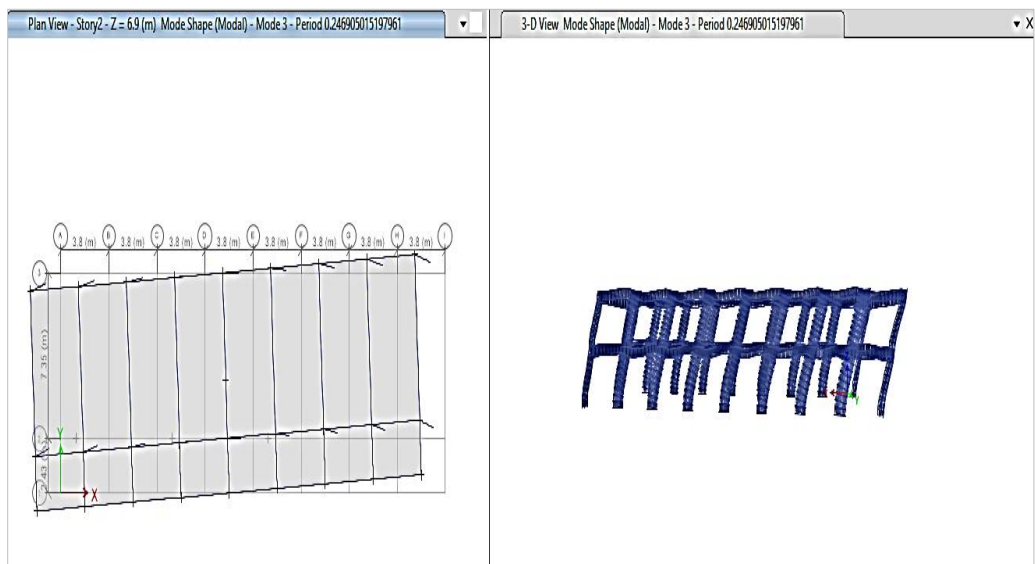 Plan View - Story2 - Z = 6.9 (m) Mode Shape (Modal) - Mode 3 - Period 0.246905015197961
3-D View Mode Shape (Modal) - Mode 3 - Period 0.246905015197961
A B C D E F G H I
3.8 (m) 3.8 (m) 3.8 (m) 3.8 (m) 3.8 (m) 3.8 (m) 3.8 (m) 3.8 (m)
3
7.35 (m)
Y
X
Y